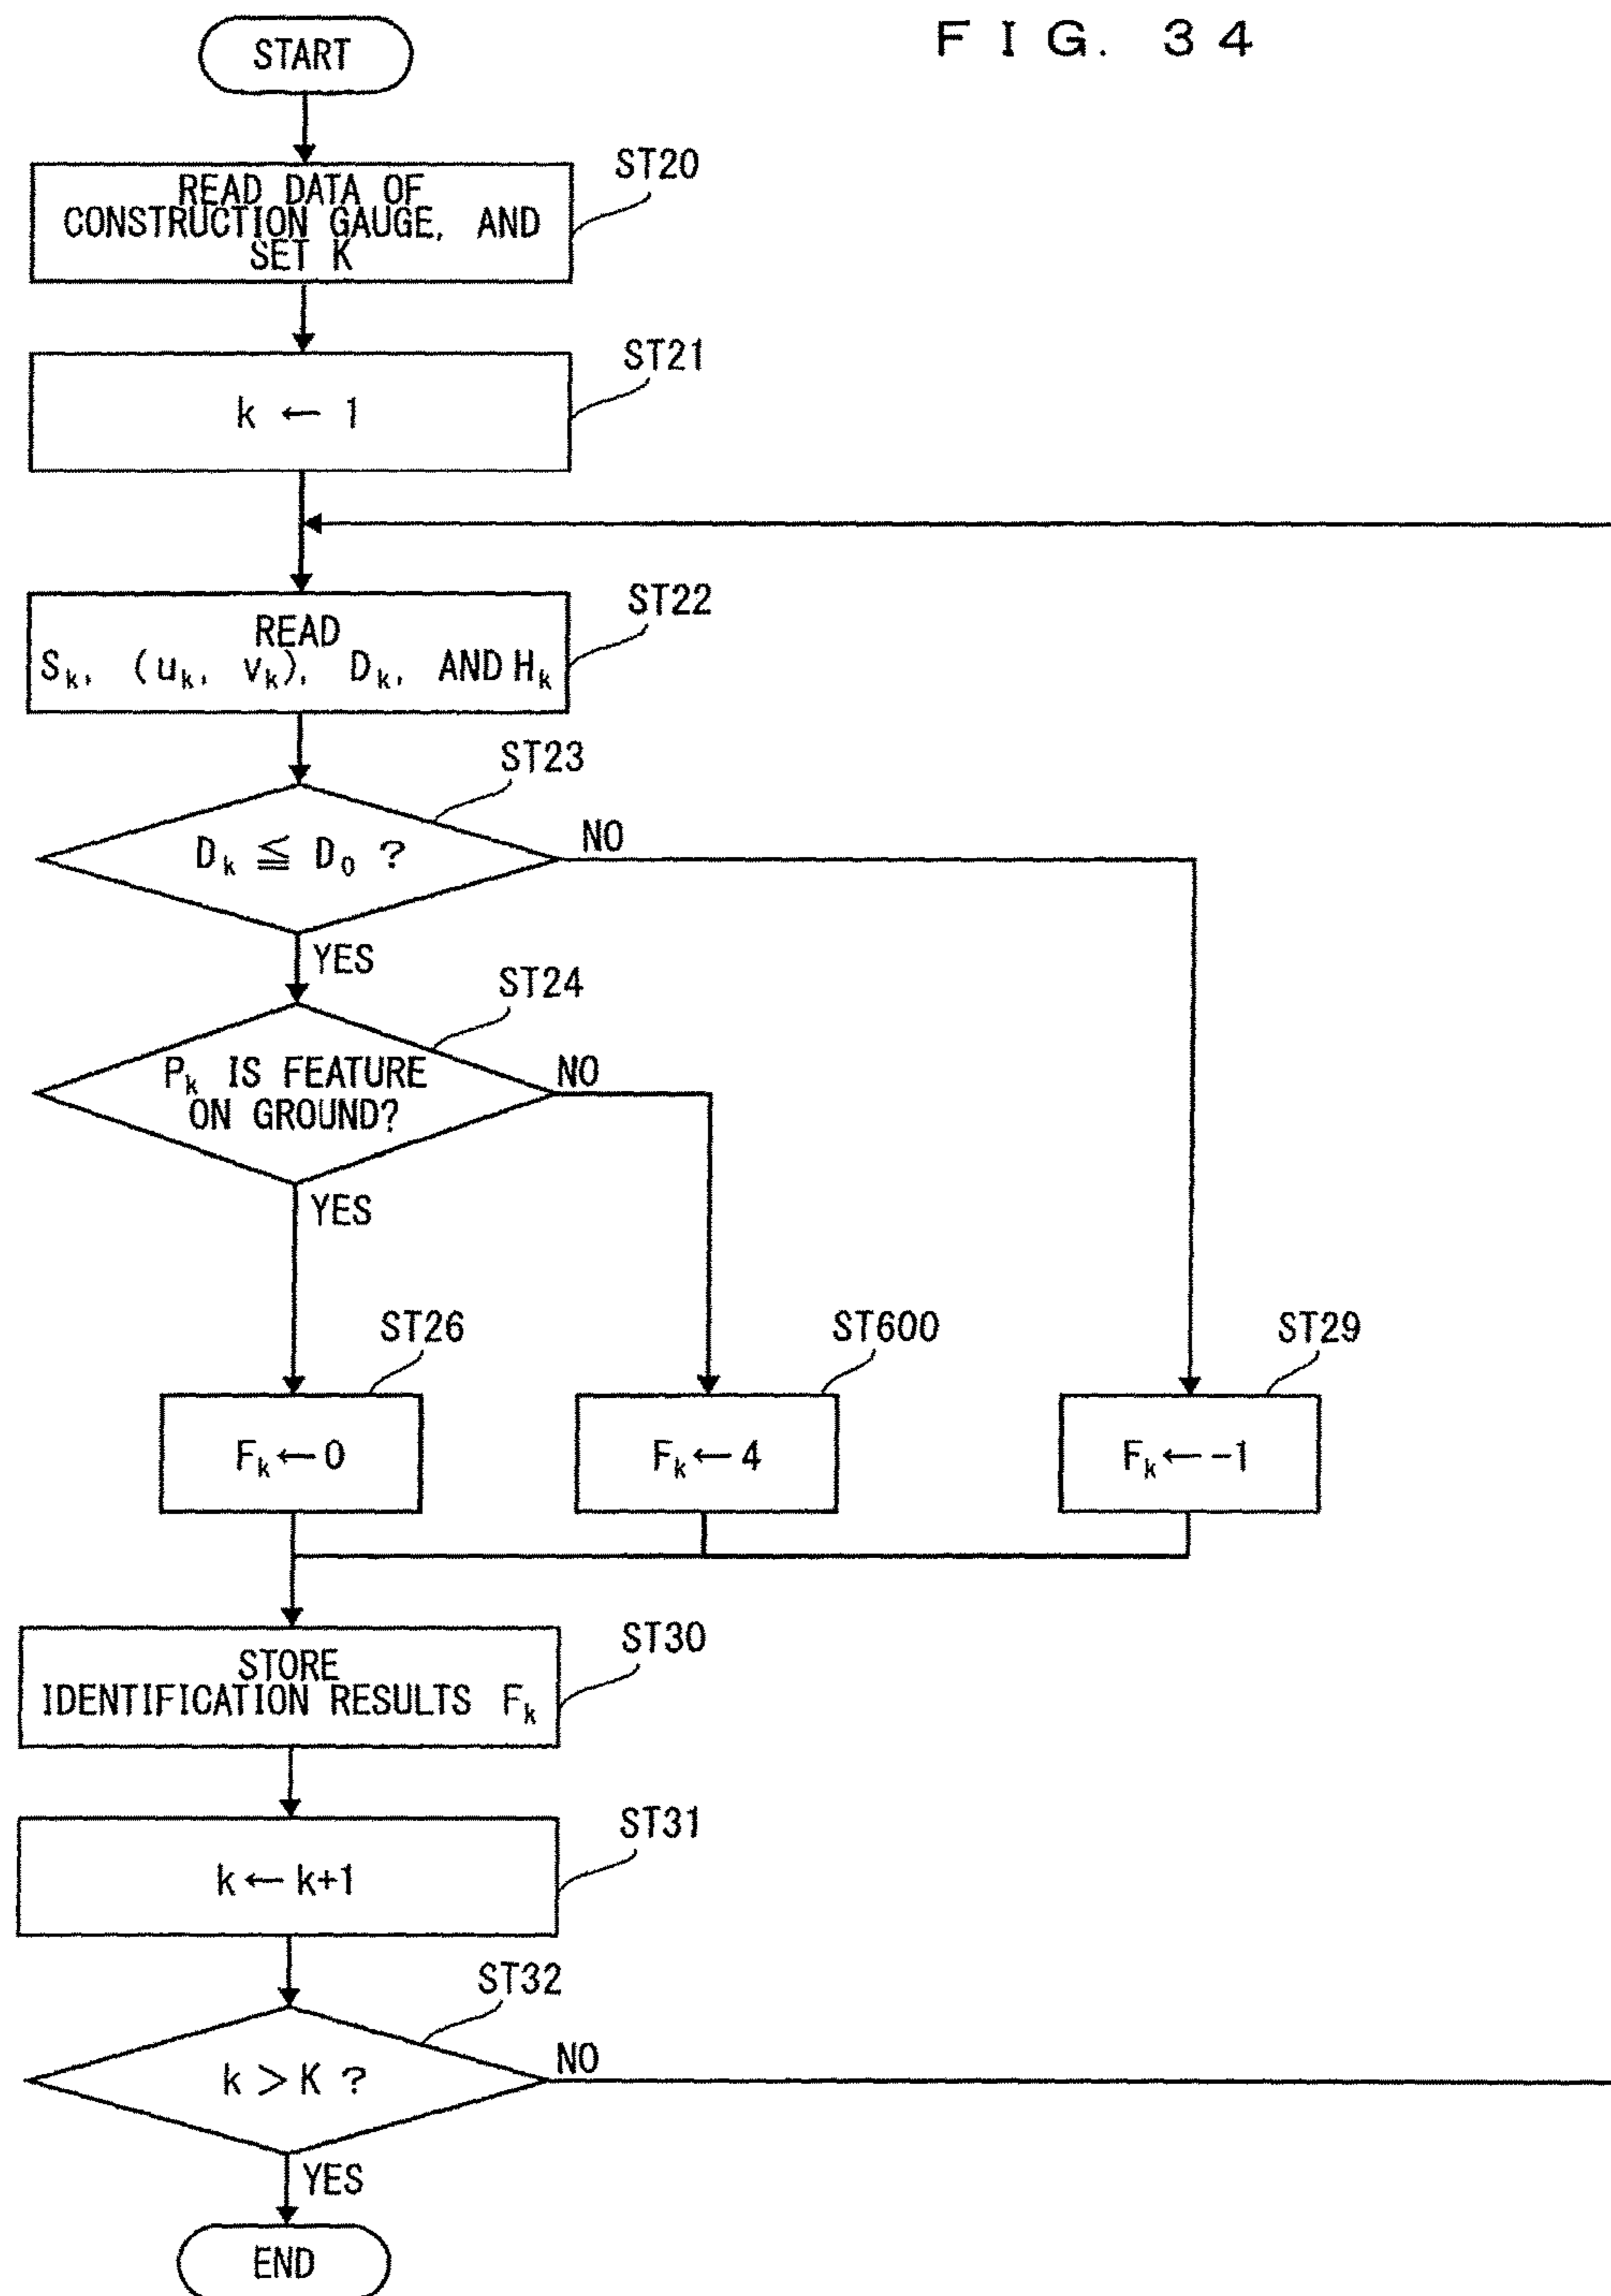 FIG. 34
START
ST20
READ DATA OF
CONSTRUCTION GAUGE, AND
SET K
ST21
k ← 1
ST22
READ
Sₖ, (uₖ, vₖ), Dₖ, AND Hₖ
ST23
Dₖ ≦ D₀ ?
NO
YES
ST24
Pₖ IS FEATURE
ON GROUND?
NO
YES
ST26
ST600
ST29
Fₖ←0
Fₖ←4
Fₖ←-1
ST30
STORE
IDENTIFICATION RESULTS Fₖ
ST31
k←k+1
ST32
k>K ?
NO
YES
END